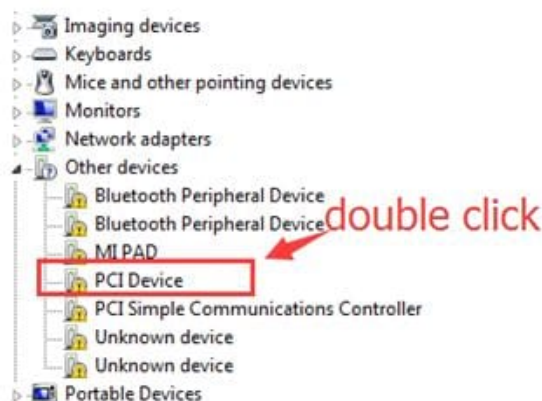 Imaging devices
Keyboards
Mice and other pointing devices
Monitors
Network adapters
Other devices
Bluetooth Peripheral Device
Bluetooth Peripheral Device
double click
MI PAD
PCI Device
PCI Simple Communications Controller
Unknown device
Unknown device
Portable Devices